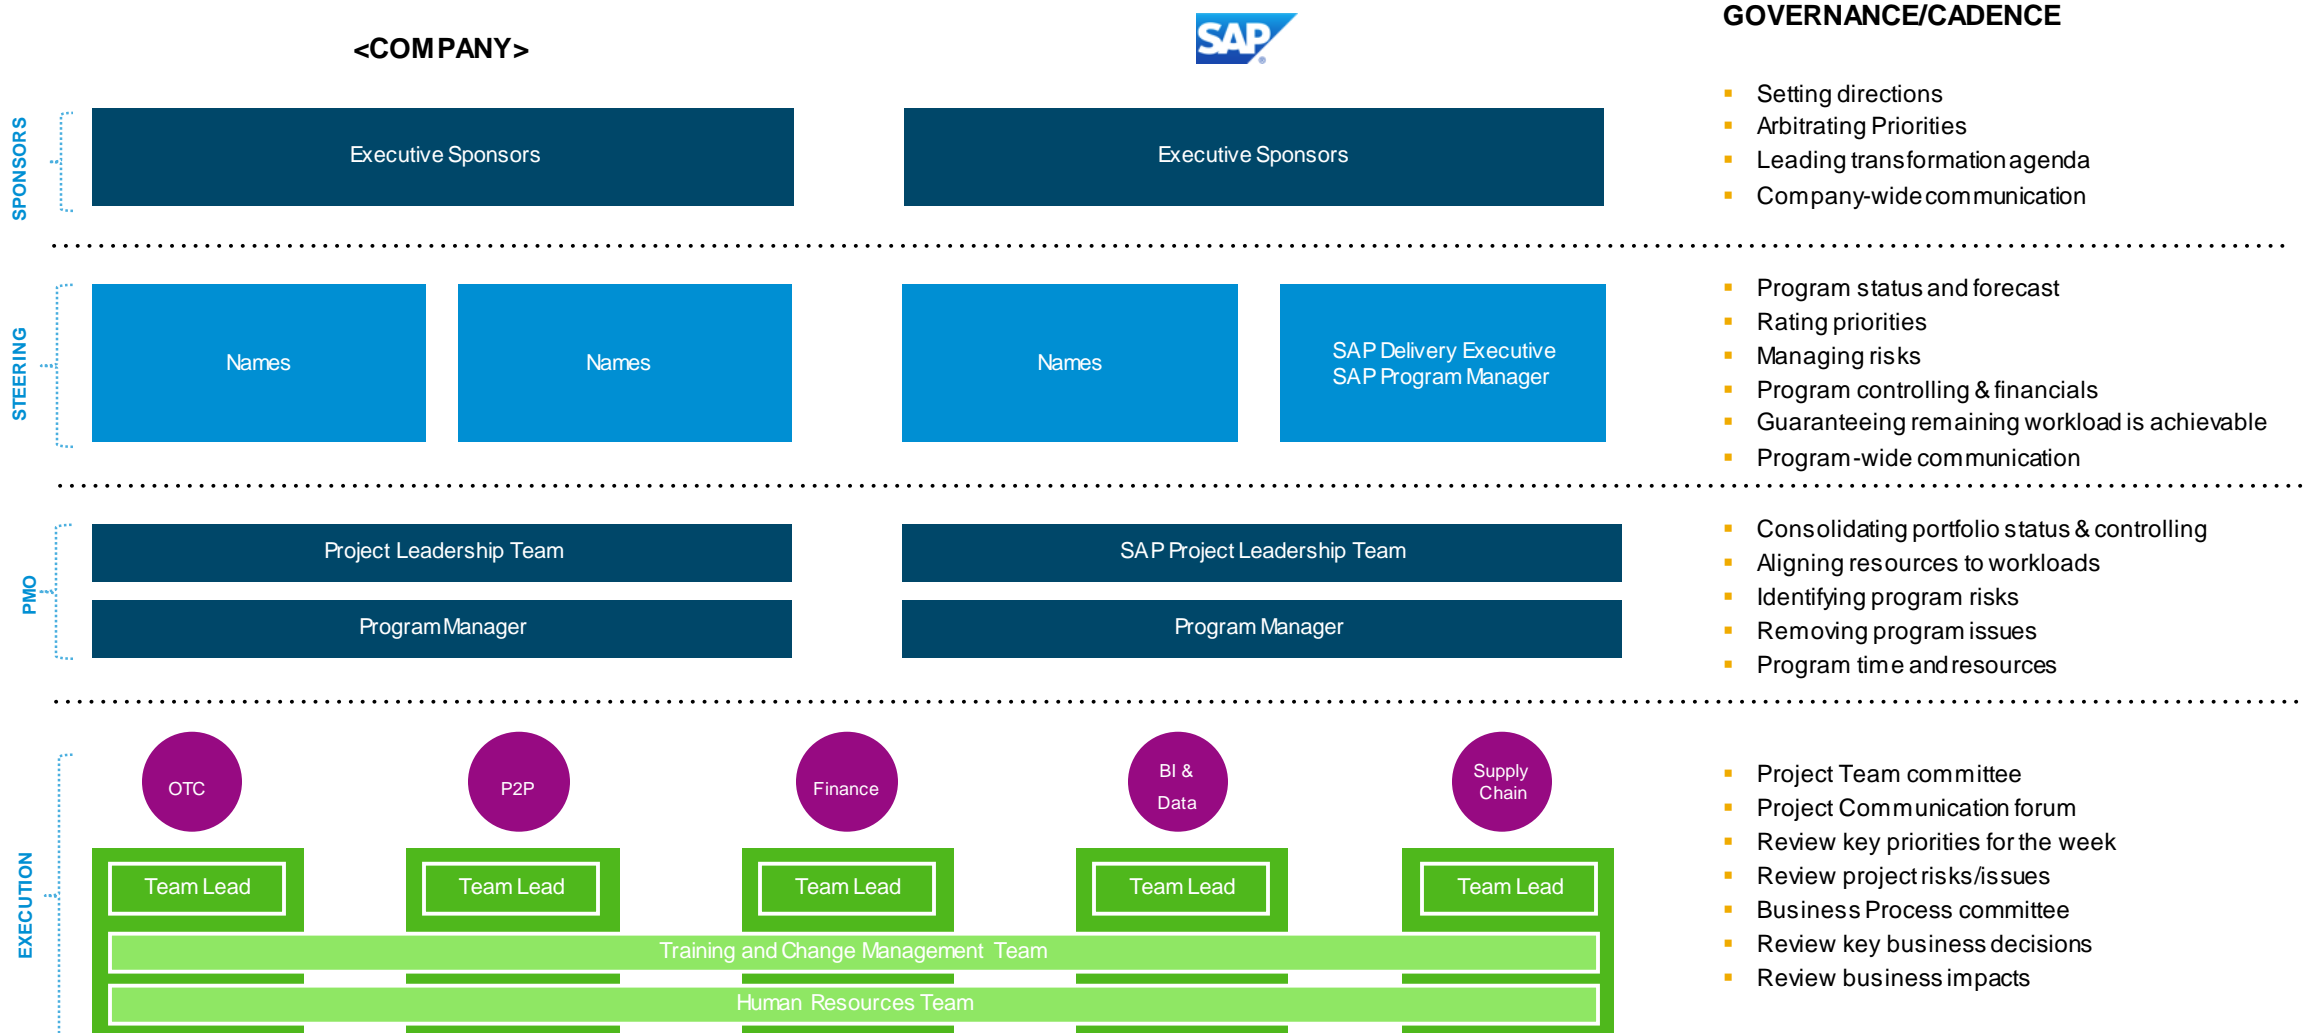 GOVERNANCE/CADENCE
<COMPANY>
SAP
®
SPONSORS
Executive Sponsors
Executive Sponsors
Setting directions
Arbitrating Priorities
Leading transformation agenda
Company-wide communication
STEERING
Names
Names
Names
SAP Delivery Executive
SAP Program Manager
Program status and forecast
Rating priorities
Managing risks
Program controlling & financials
Guaranteeing remaining workload is achievable
Program-wide communication
PMO
Project Leadership Team
SAP Project Leadership Team
Program Manager
Program Manager
Consolidating portfolio status & controlling
Aligning resources to workloads
Identifying program risks
Removing program issues
Program time and resources
EXECUTION
OTC
P2P
Finance
BI &
Data
Supply
Chain
Team Lead
Team Lead
Team Lead
Team Lead
Team Lead
Training and Change Management Team
Human Resources Team
Project Team committee
Project Communication forum
Review key priorities for the week
Review project risks/issues
Business Process committee
Review key business decisions
Review business impacts